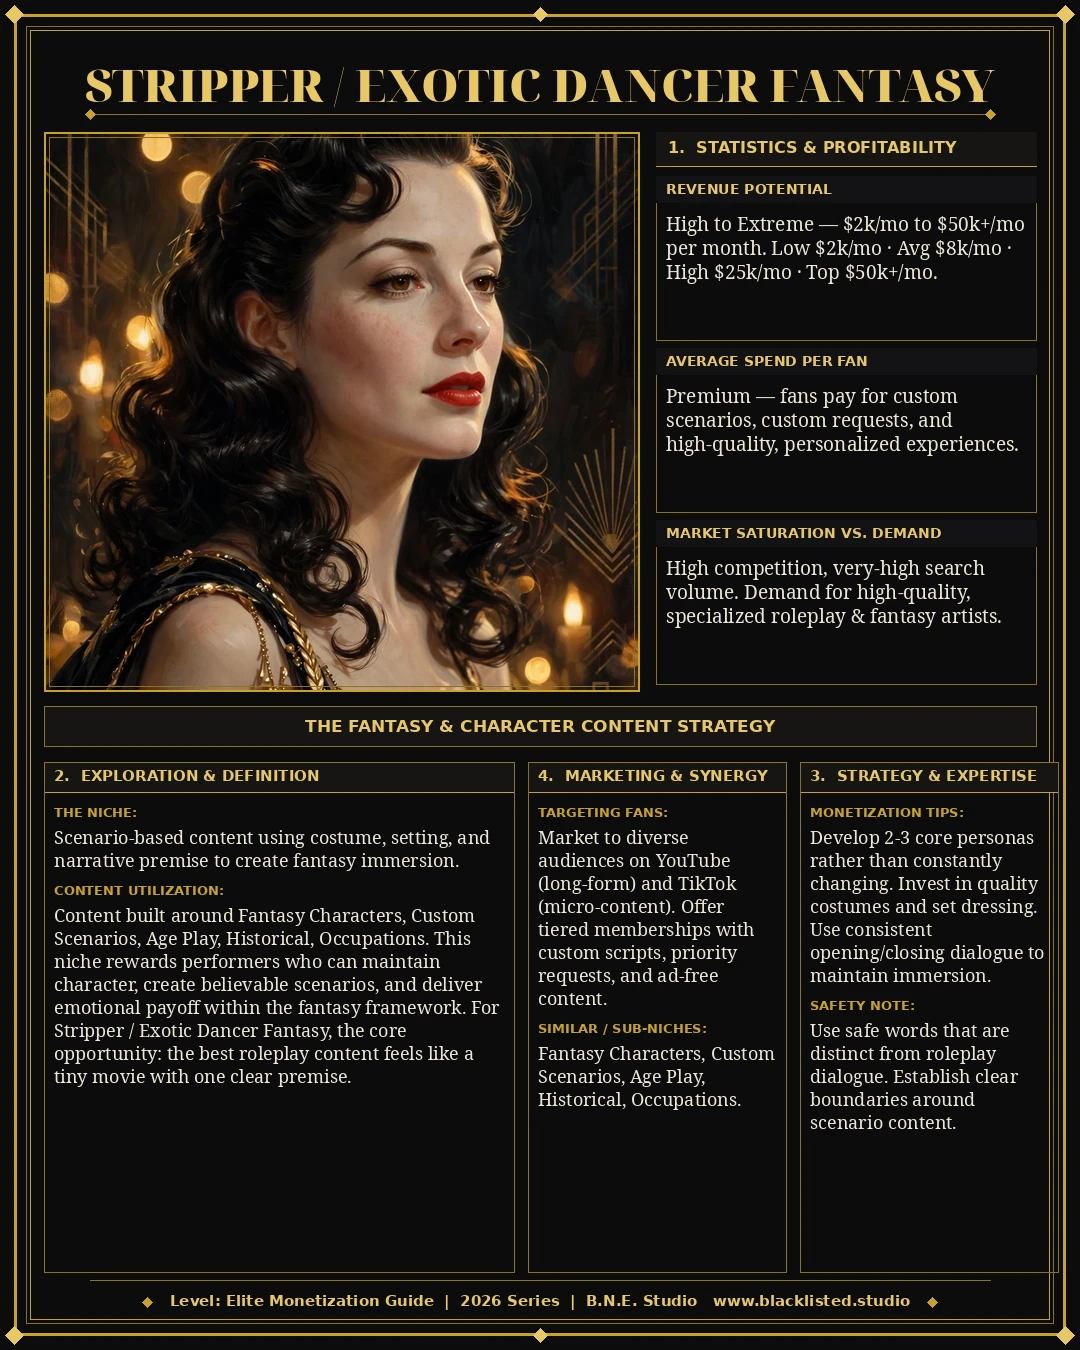 STRIPPER / EXOTIC DANCER FANTASY
1. STATISTICS & PROFITABILITY
REVENUE POTENTIAL
High to Extreme — $2k/mo to $50k+/mo
per month. Low $2k/mo · Avg $8k/mo ·
High $25k/mo · Top $50k+/mo.
AVERAGE SPEND PER FAN
Premium — fans pay for custom
scenarios, custom requests, and
high-quality, personalized experiences.
MARKET SATURATION VS. DEMAND
High competition, very-high search
volume. Demand for high-quality,
specialized roleplay & fantasy artists.
THE FANTASY & CHARACTER CONTENT STRATEGY
2. EXPLORATION & DEFINITION
THE NICHE:
Scenario-based content using costume, setting, and
narrative premise to create fantasy immersion.
CONTENT UTILIZATION:
Content built around Fantasy Characters, Custom
Scenarios, Age Play, Historical, Occupations. This
niche rewards performers who can maintain
character, create believable scenarios, and deliver
emotional payoff within the fantasy framework. For
Stripper / Exotic Dancer Fantasy, the core
opportunity: the best roleplay content feels like a
tiny movie with one clear premise.
4. MARKETING & SYNERGY
TARGETING FANS:
Market to diverse
audiences on YouTube
(long-form) and TikTok
(micro-content). Offer
tiered memberships with
custom scripts, priority
requests, and ad-free
content.
SIMILAR / SUB-NICHES:
Fantasy Characters, Custom
Scenarios, Age Play,
Historical, Occupations.
3. STRATEGY & EXPERTISE
MONETIZATION TIPS:
Develop 2-3 core personas
rather than constantly
changing. Invest in quality
costumes and set dressing.
Use consistent
opening/closing dialogue to
maintain immersion.
SAFETY NOTE:
Use safe words that are
distinct from roleplay
dialogue. Establish clear
boundaries around
scenario content.
Level: Elite Monetization Guide | 2026 Series | B.N.E. Studio www.blacklisted.studio